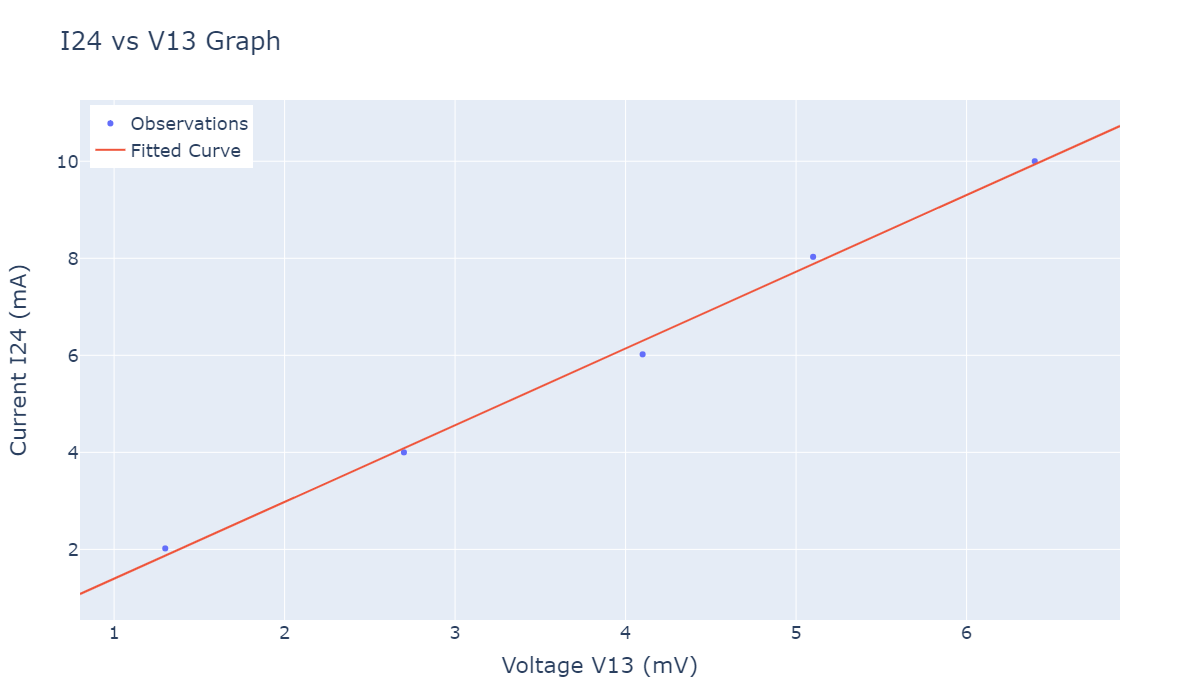 I24 vs V13 Graph
Observations
Fitted Curve
10
8
6
4
2
Current I24 (mA)
1 2 3 4 5 6
Voltage V13 (mV)